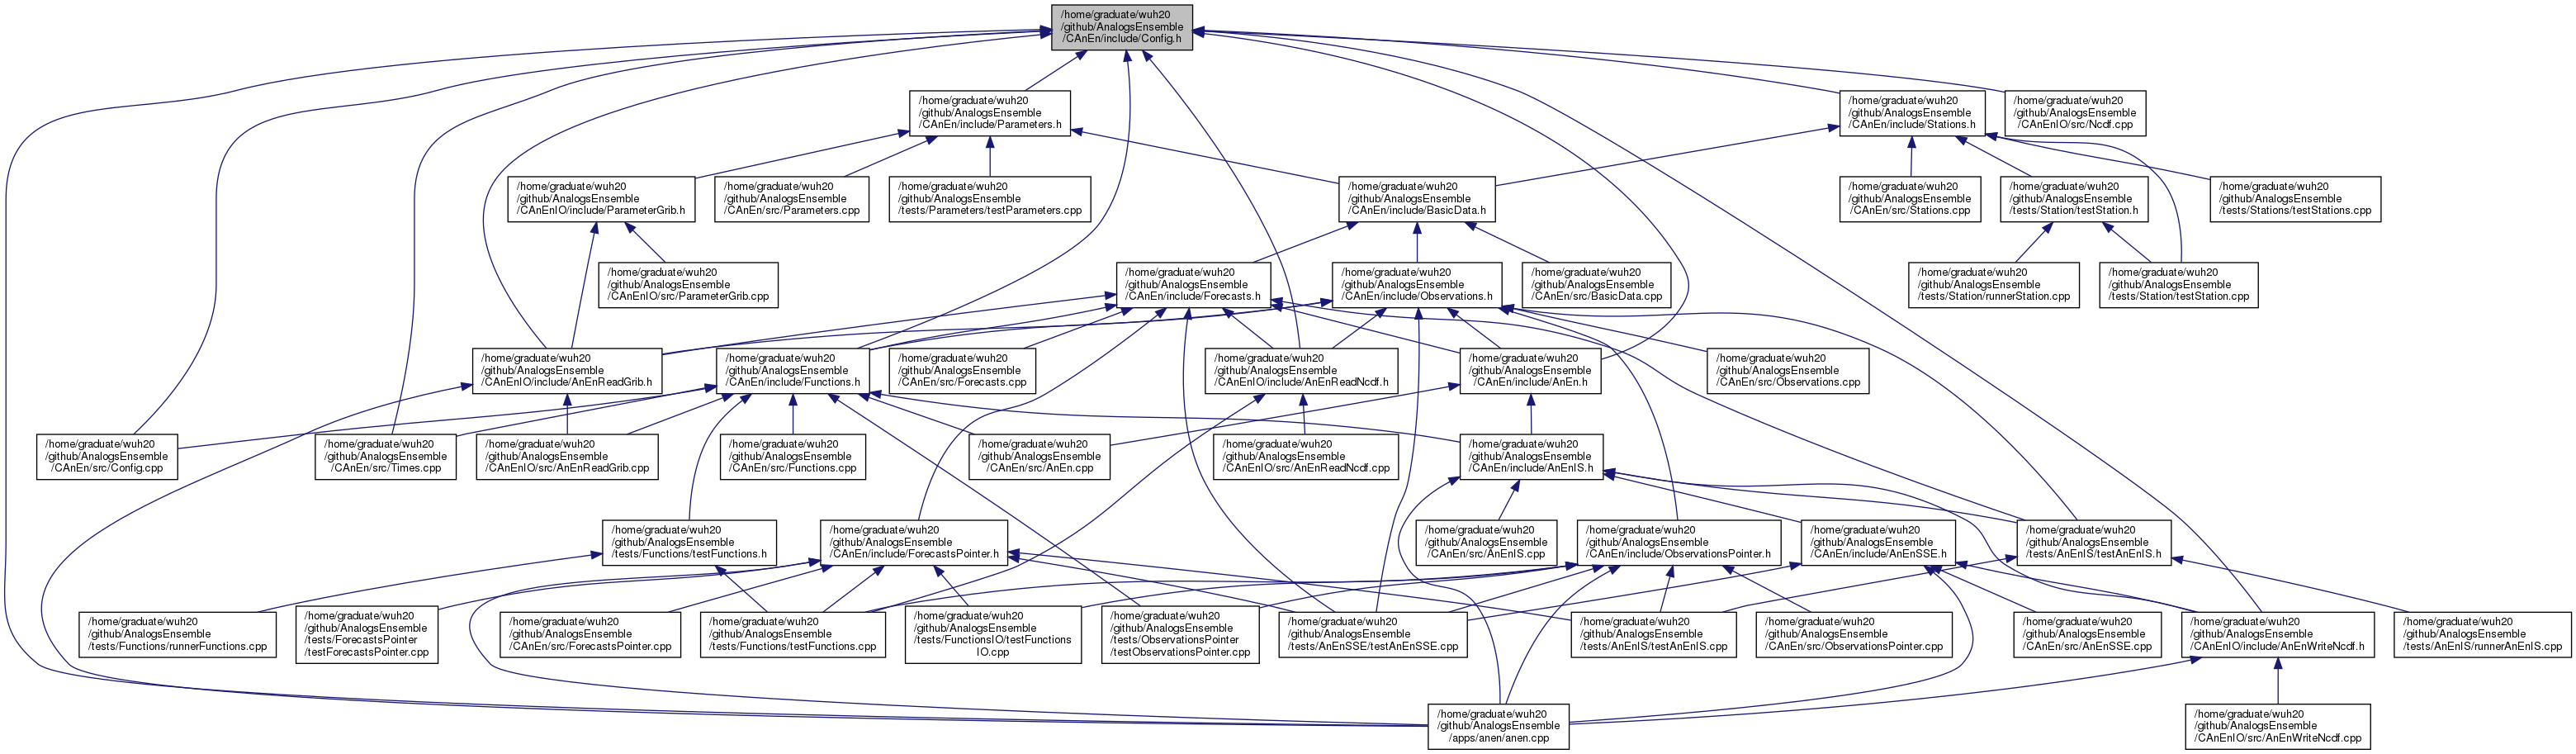 /home/graduate/wuh20
/github/AnalogsEnsemble
/CAnEn/include/Config.h
/home/graduate/wuh20
/github/AnalogsEnsemble
/CAnEn/include/Parameters.h
/home/graduate/wuh20
/github/AnalogsEnsemble
/CAnEn/include/Stations.h
/home/graduate/wuh20
/github/AnalogsEnsemble
/CAnEnIO/src/Ncdf.cpp
/home/graduate/wuh20
/github/AnalogsEnsemble
/CAnEnIO/include/ParameterGrib.h
/home/graduate/wuh20
/github/AnalogsEnsemble
/CAnEn/src/Parameters.cpp
/home/graduate/wuh20
/github/AnalogsEnsemble
/tests/Parameters/testParameters.cpp
/home/graduate/wuh20
/github/AnalogsEnsemble
/CAnEn/include/BasicData.h
/home/graduate/wuh20
/github/AnalogsEnsemble
/CAnEn/src/Stations.cpp
/home/graduate/wuh20
/github/AnalogsEnsemble
/tests/Station/testStation.h
/home/graduate/wuh20
/github/AnalogsEnsemble
/tests/Stations/testStations.cpp
/home/graduate/wuh20
/github/AnalogsEnsemble
/CAnEnIO/src/ParameterGrib.cpp
/home/graduate/wuh20
/github/AnalogsEnsemble
/CAnEn/include/Forecasts.h
/home/graduate/wuh20
/github/AnalogsEnsemble
/CAnEn/include/Observations.h
/home/graduate/wuh20
/github/AnalogsEnsemble
/CAnEn/src/BasicData.cpp
/home/graduate/wuh20
/github/AnalogsEnsemble
/tests/Station/runnerStation.cpp
/home/graduate/wuh20
/github/AnalogsEnsemble
/tests/Station/testStation.cpp
/home/graduate/wuh20
/github/AnalogsEnsemble
/CAnEnIO/include/AnEnReadGrib.h
/home/graduate/wuh20
/github/AnalogsEnsemble
/CAnEn/include/Functions.h
/home/graduate/wuh20
/github/AnalogsEnsemble
/CAnEn/src/Forecasts.cpp
/home/graduate/wuh20
/github/AnalogsEnsemble
/CAnEnIO/include/AnEnReadNcdf.h
/home/graduate/wuh20
/github/AnalogsEnsemble
/CAnEn/include/AnEn.h
/home/graduate/wuh20
/github/AnalogsEnsemble
/CAnEn/src/Observations.cpp
/home/graduate/wuh20
/github/AnalogsEnsemble
/CAnEn/src/Config.cpp
/home/graduate/wuh20
/github/AnalogsEnsemble
/CAnEn/src/Times.cpp
/home/graduate/wuh20
/github/AnalogsEnsemble
/CAnEnIO/src/AnEnReadGrib.cpp
/home/graduate/wuh20
/github/AnalogsEnsemble
/CAnEn/src/Functions.cpp
/home/graduate/wuh20
/github/AnalogsEnsemble
/CAnEn/src/AnEn.cpp
/home/graduate/wuh20
/github/AnalogsEnsemble
/CAnEnIO/src/AnEnReadNcdf.cpp
/home/graduate/wuh20
/github/AnalogsEnsemble
/CAnEn/include/AnEnIS.h
/home/graduate/wuh20
/github/AnalogsEnsemble
/tests/Functions/testFunctions.h
/home/graduate/wuh20
/github/AnalogsEnsemble
/CAnEn/include/ForecastsPointer.h
/home/graduate/wuh20
/github/AnalogsEnsemble
/CAnEn/src/AnEnIS.cpp
/home/graduate/wuh20
/github/AnalogsEnsemble
/CAnEn/include/ObservationsPointer.h
/home/graduate/wuh20
/github/AnalogsEnsemble
/CAnEn/include/AnEnSSE.h
/home/graduate/wuh20
/github/AnalogsEnsemble
/tests/AnEnIS/testAnEnIS.h
/home/graduate/wuh20
/github/AnalogsEnsemble
/tests/Functions/runnerFunctions.cpp
/home/graduate/wuh20
/github/AnalogsEnsemble
/tests/ForecastsPointer
/testForecastsPointer.cpp
/home/graduate/wuh20
/github/AnalogsEnsemble
/CAnEn/src/ForecastsPointer.cpp
/home/graduate/wuh20
/github/AnalogsEnsemble
/tests/Functions/testFunctions.cpp
/home/graduate/wuh20
/github/AnalogsEnsemble
/tests/FunctionsIO/testFunctions
IO.cpp
/home/graduate/wuh20
/github/AnalogsEnsemble
/tests/ObservationsPointer
/testObservationsPointer.cpp
/home/graduate/wuh20
/github/AnalogsEnsemble
/tests/AnEnSSE/testAnEnSSE.cpp
/home/graduate/wuh20
/github/AnalogsEnsemble
/tests/AnEnIS/testAnEnIS.cpp
/home/graduate/wuh20
/github/AnalogsEnsemble
/CAnEn/src/ObservationsPointer.cpp
/home/graduate/wuh20
/github/AnalogsEnsemble
/CAnEn/src/AnEnSSE.cpp
/home/graduate/wuh20
/github/AnalogsEnsemble
/CAnEnIO/include/AnEnWriteNcdf.h
/home/graduate/wuh20
/github/AnalogsEnsemble
/tests/AnEnIS/runnerAnEnIS.cpp
/home/graduate/wuh20
/github/AnalogsEnsemble
/apps/anen/anen.cpp
/home/graduate/wuh20
/github/AnalogsEnsemble
/CAnEnIO/src/AnEnWriteNcdf.cpp